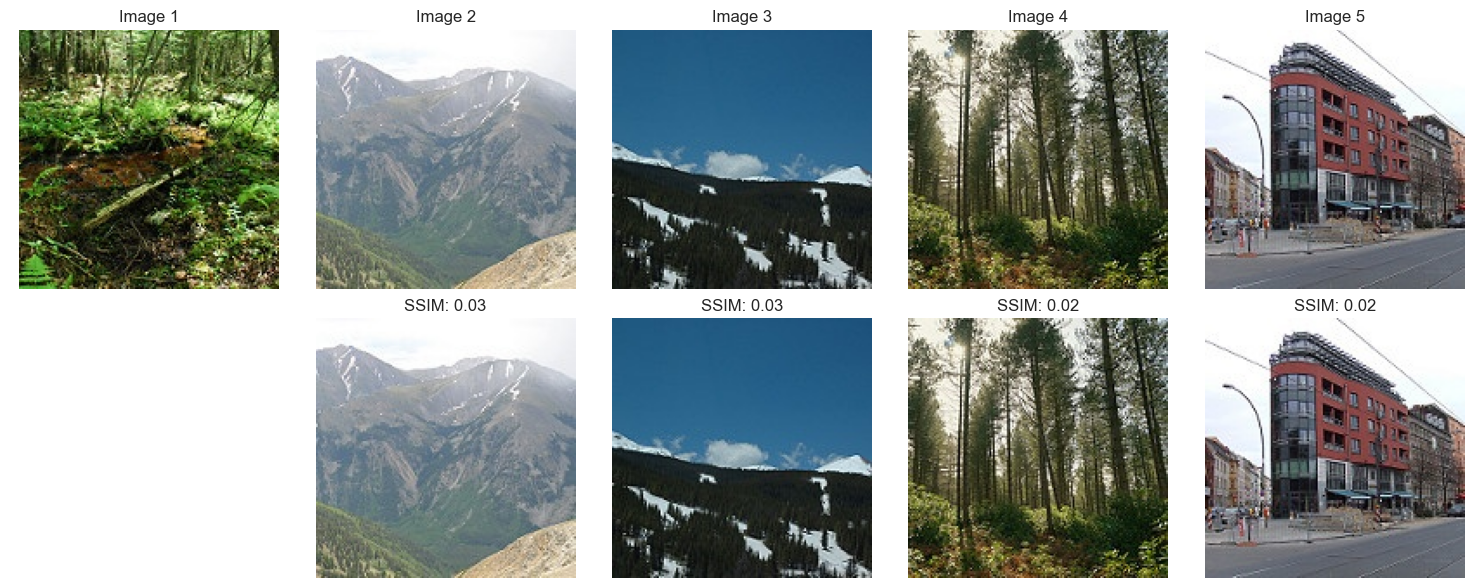 Image 1
Image 2
Image 3
Image 4
Image 5
SSIM: 0.03
SSIM: 0.03
SSIM: 0.02
SSIM: 0.02